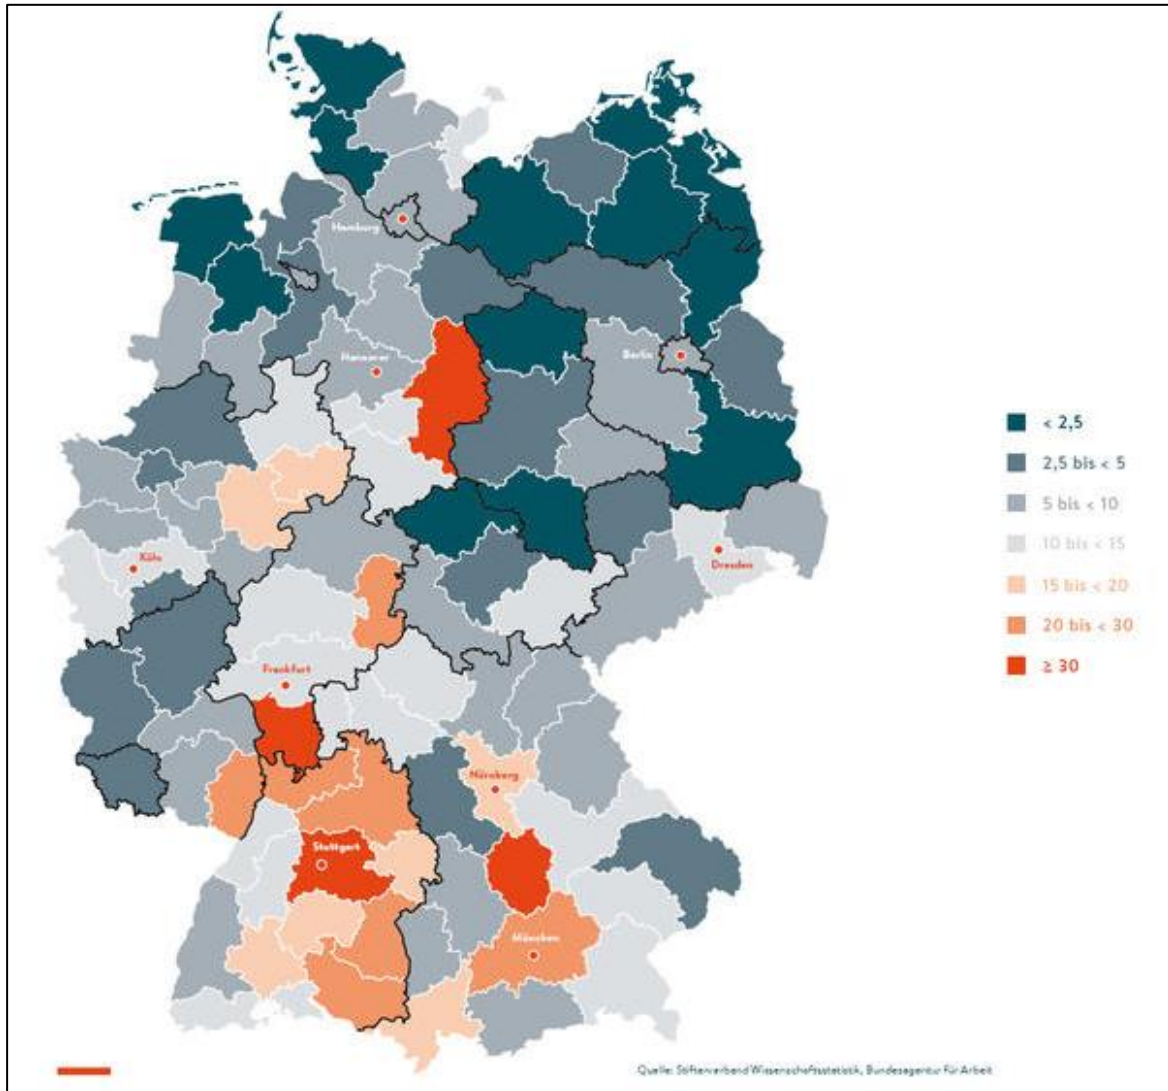 Hamburg
Hannover
Berlin
< 2,5
2,5 bis < 5
5 bis < 10
10 bis < 15
15 bis < 20
20 bis < 30
≥ 30
Köln
Dresden
Frankfurt
Nürnberg
Stuttgart
München
Quelle: Stifterverband Wissenschaftsstatistik, Bundesagentur für Arbeit